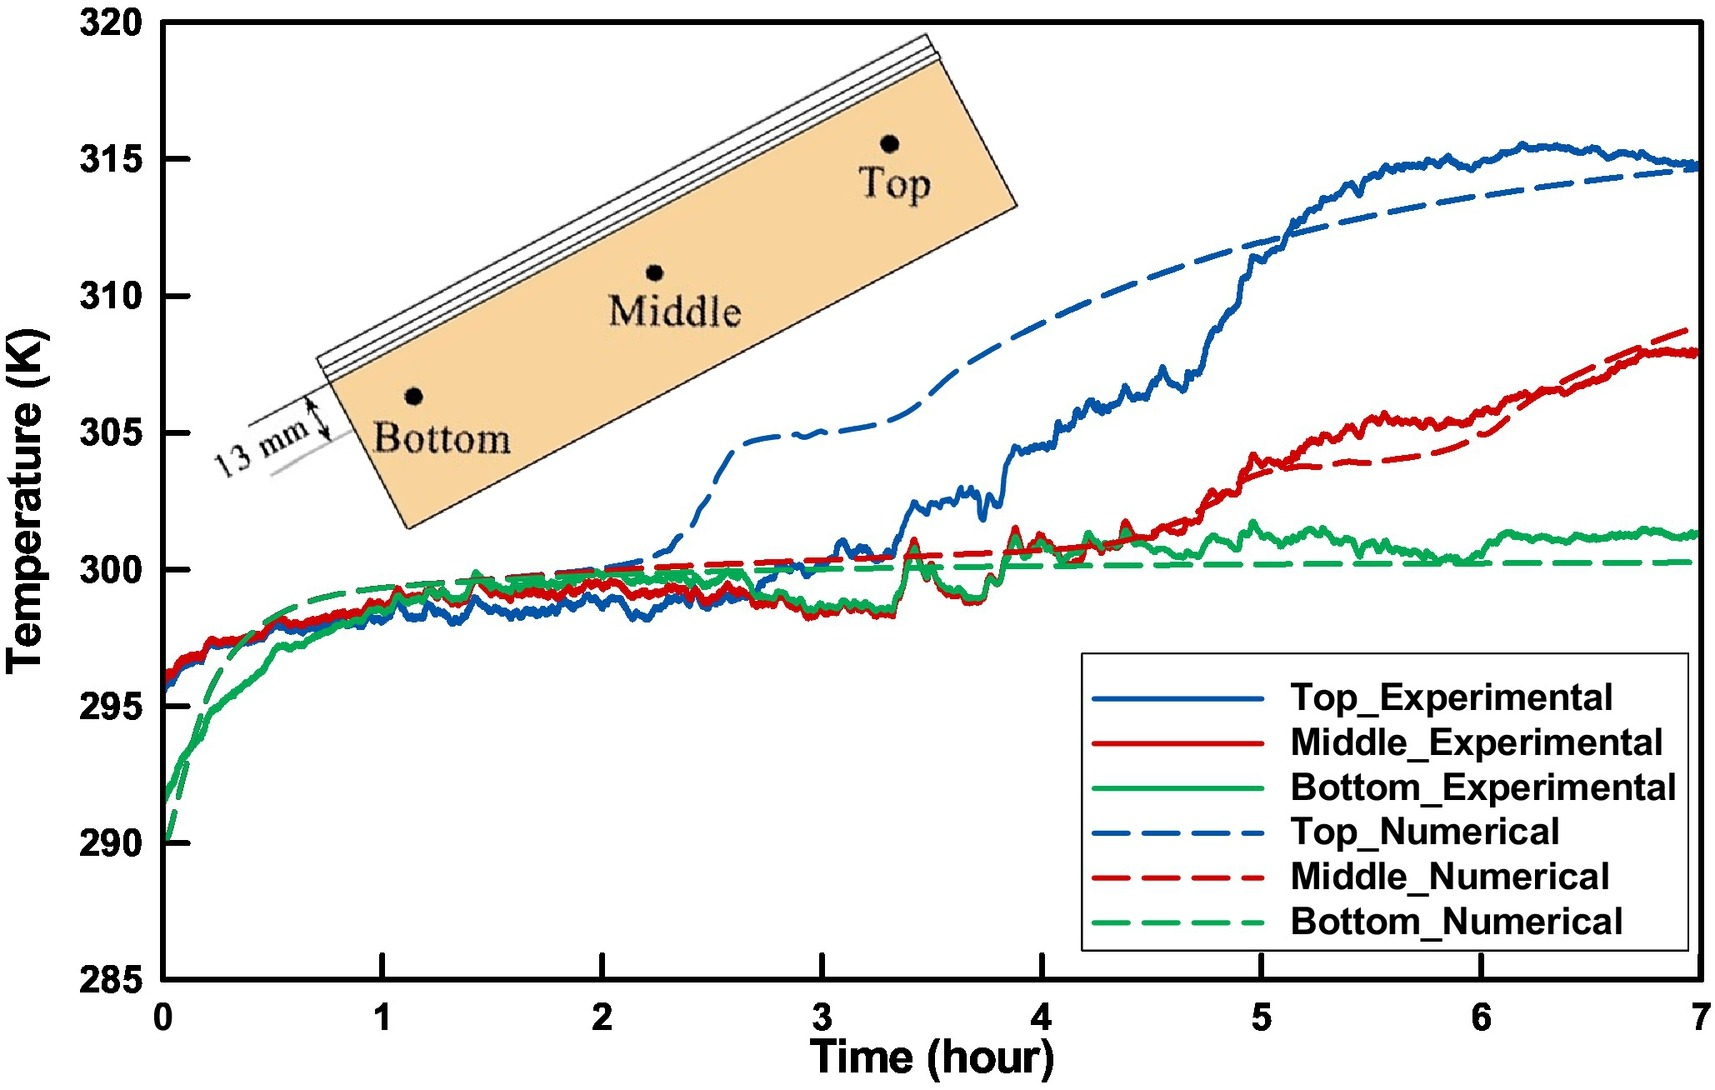 320
315
310
305
300
295
290
285
Temperature (K)
Top
Middle
Bottom
13 mm
Top_Experimental
Middle_Experimental
Bottom_Experimental
Top_Numerical
Middle_Numerical
Bottom_Numerical
0 1 2 3 4 5 6 7
Time (hour)